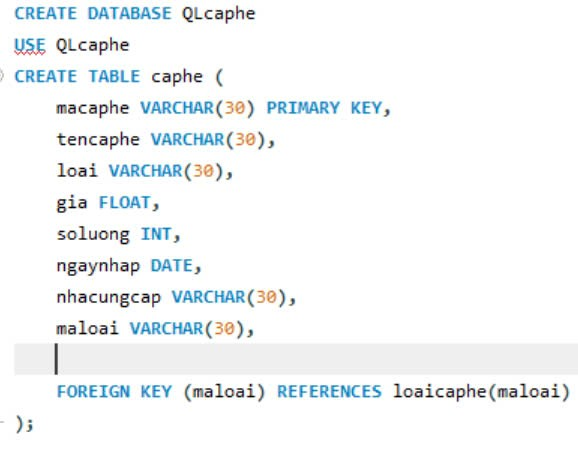 CREATE DATABASE QLcaphe
USE QLcaphe
CREATE TABLE caphe (
macaphe VARCHAR(30) PRIMARY KEY,
tencaphe VARCHAR(30),
loai VARCHAR(30),
gia FLOAT,
soluong INT,
ngaynhap DATE,
nhacungcap VARCHAR(30),
maloai VARCHAR(30),
FOREIGN KEY (maloai) REFERENCES loaicaphe(maloai)
);